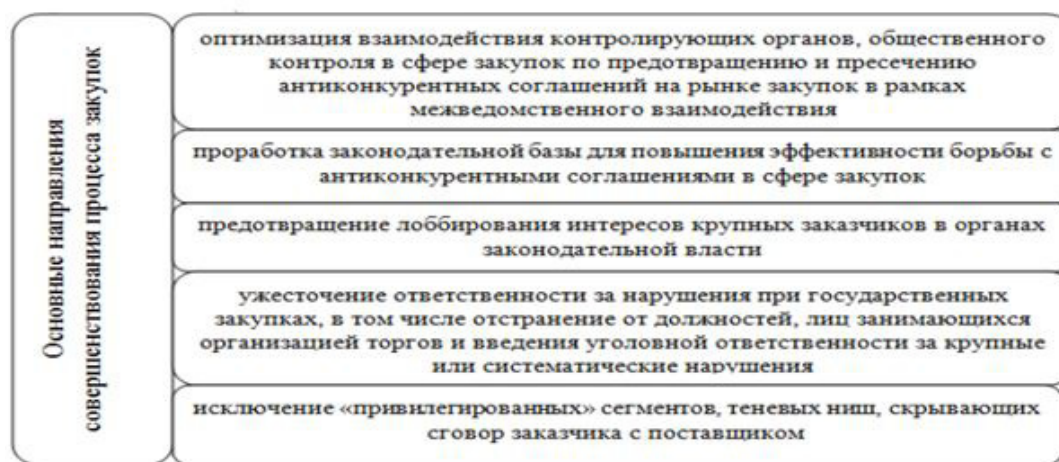 Основные направления
совершенствования процесса закупок
оптимизация взаимодействия контролирующих органов, общественного
контроля в сфере закупок по предотвращению и пресечению
антиконкурентных соглашений на рынке закупок в рамках
межведомственного взаимодействия
проработка законодательной базы для повышения эффективности борьбы с
антиконкурентными соглашениями в сфере закупок
предотвращение лоббирования интересов крупных заказчиков в органах
законодательной власти
ужесточение ответственности за нарушения при государственных
закупках, в том числе отстранение от должностей, лиц занимающихся
организацией торгов и введения уголовной ответственности за крупные
или систематические нарушения
исключение «привилегированных» сегментов, теневых ниш, скрывающих
сговор заказчика с поставщиком